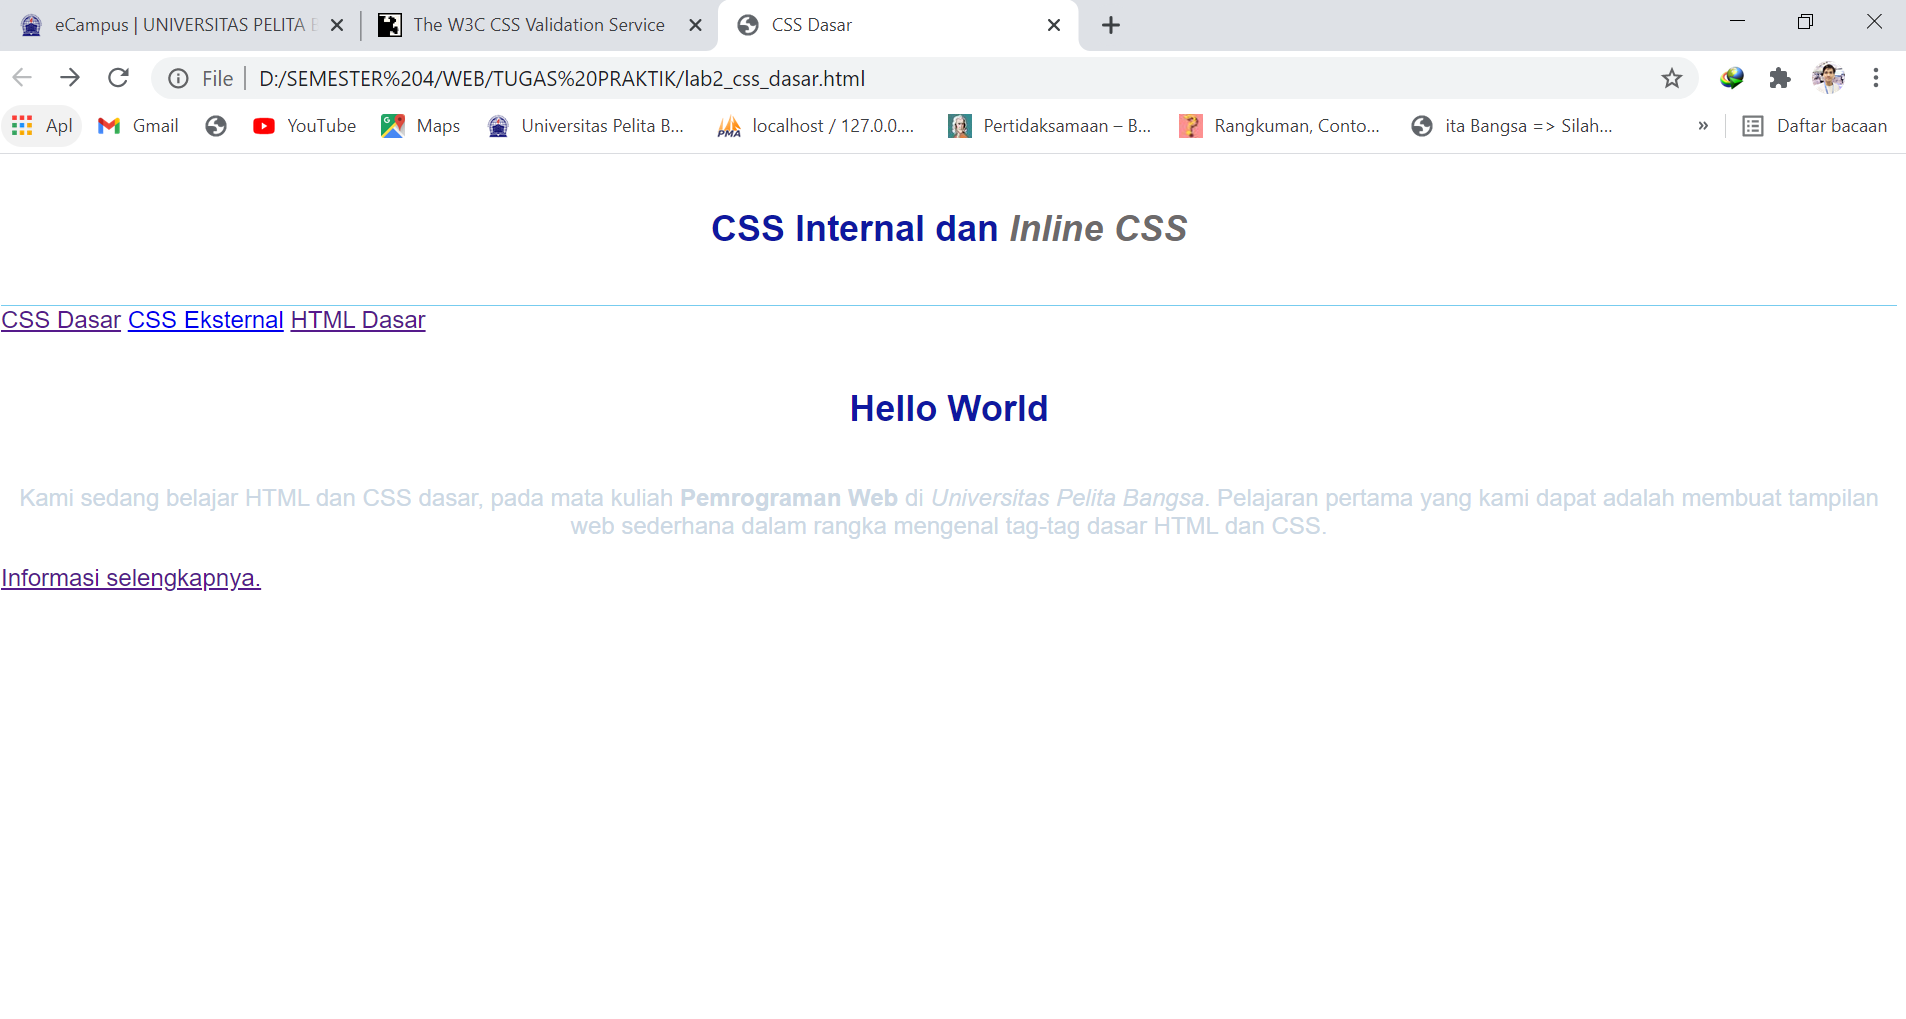 eCampus | UNIVERSITAS PELITA
The W3C CSS Validation Service
CSS Dasar
File | D:/SEMESTER%204/WEB/TUGAS%20PRAKTIK/lab2_css_dasar.html
Apl
Gmail
YouTube
Maps
Universitas Pelita B...
PMA
localhost / 127.0.0....
Pertidaksamaan – B...
Rangkuman, Conto...
ita Bangsa => Silah...
»
Daftar bacaan
CSS Internal dan Inline CSS
CSS Dasar CSS Eksternal HTML Dasar
Hello World
Kami sedang belajar HTML dan CSS dasar, pada mata kuliah Pemrograman Web di Universitas Pelita Bangsa. Pelajaran pertama yang kami dapat adalah membuat tampilan
web sederhana dalam rangka mengenal tag-tag dasar HTML dan CSS.
Informasi selengkapnya.